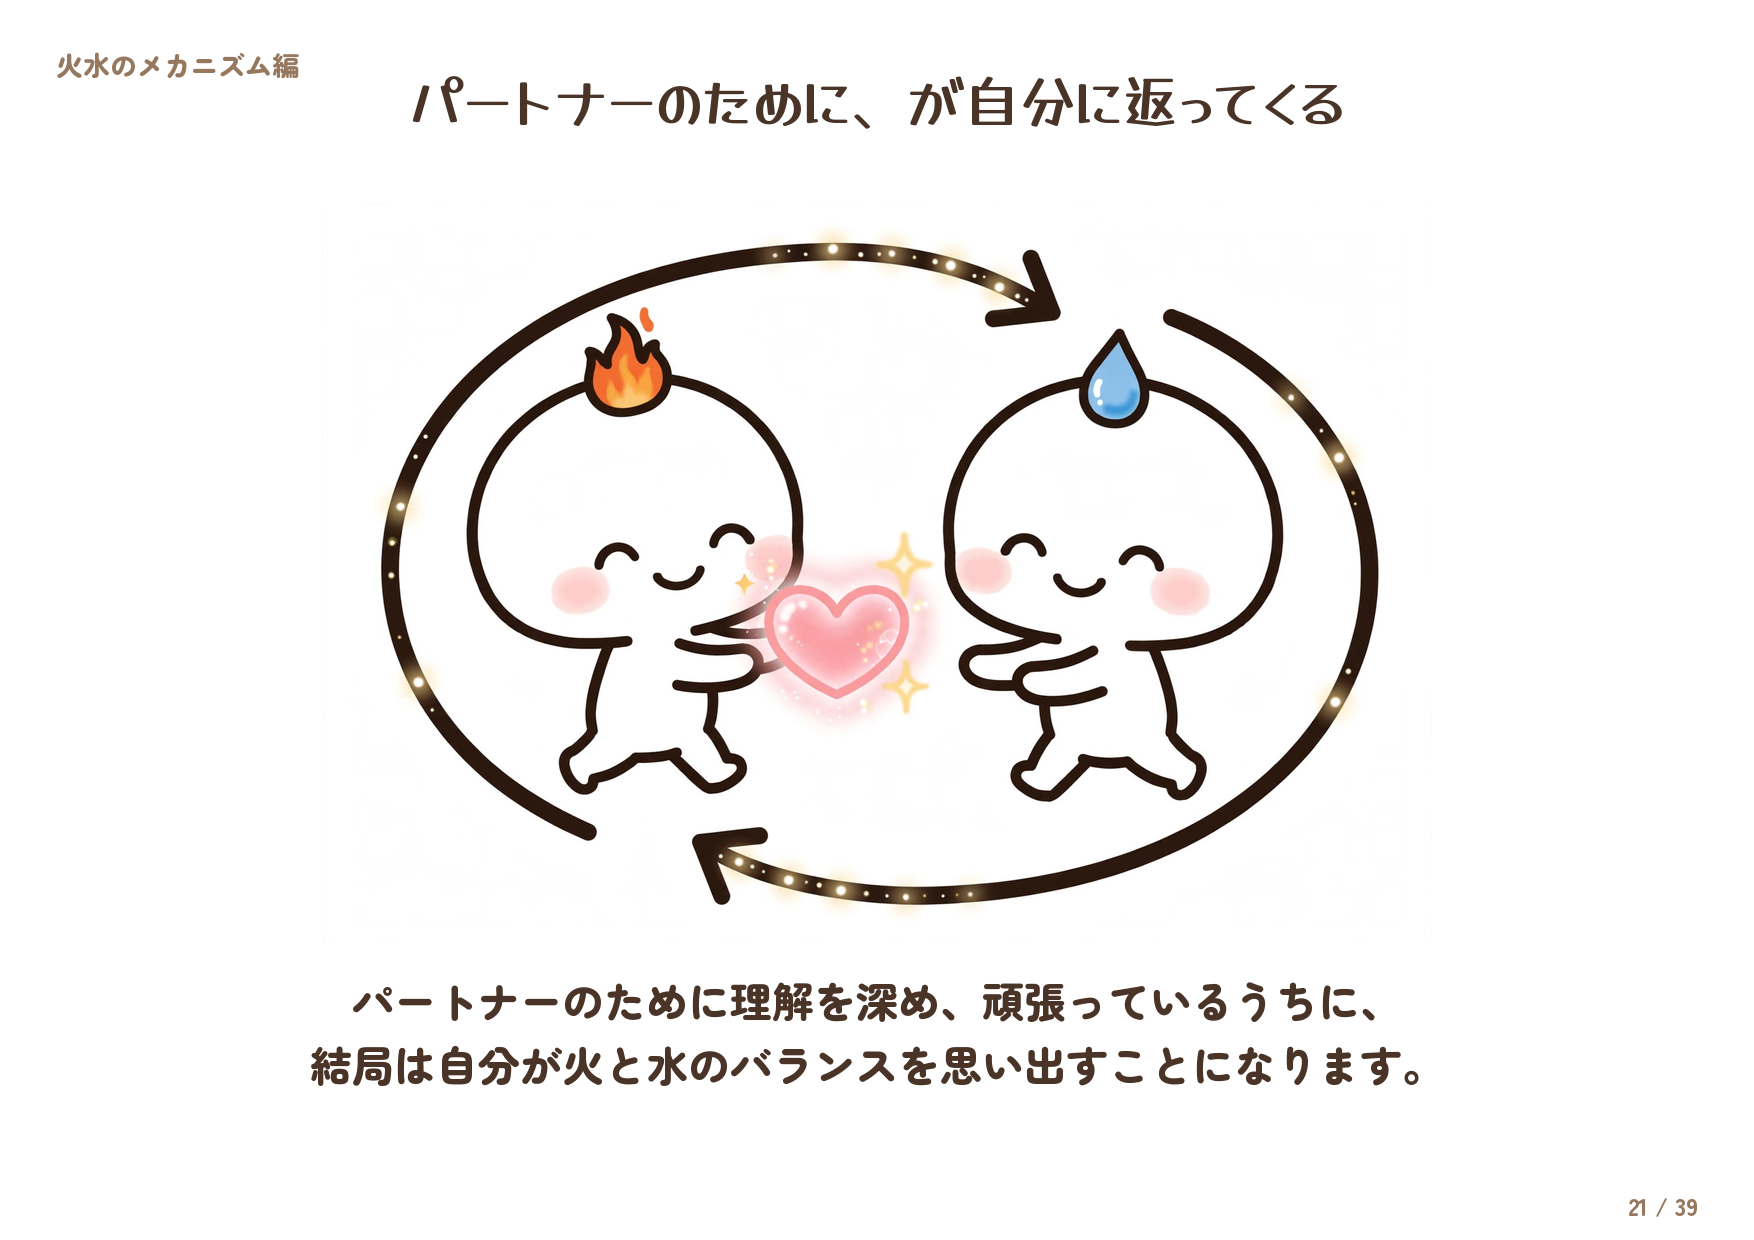 火水のメカニズム編
パートナーのために、が自分に返ってくる
パートナーのために理解を深め、頑張っているうちに、
結局は自分が火と水のバランスを思い出すことになります。
21 / 39